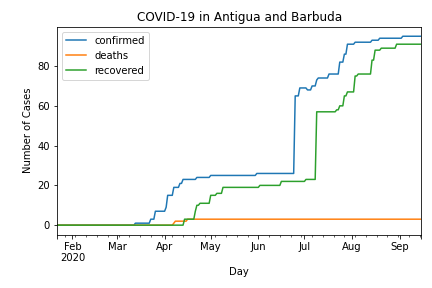 COVID-19 in Antigua and Barbuda
confirmed
deaths
recovered
Number of Cases
80
60
40
20
0
Feb Mar Apr May Jun Jul Aug Sep
2020
Day